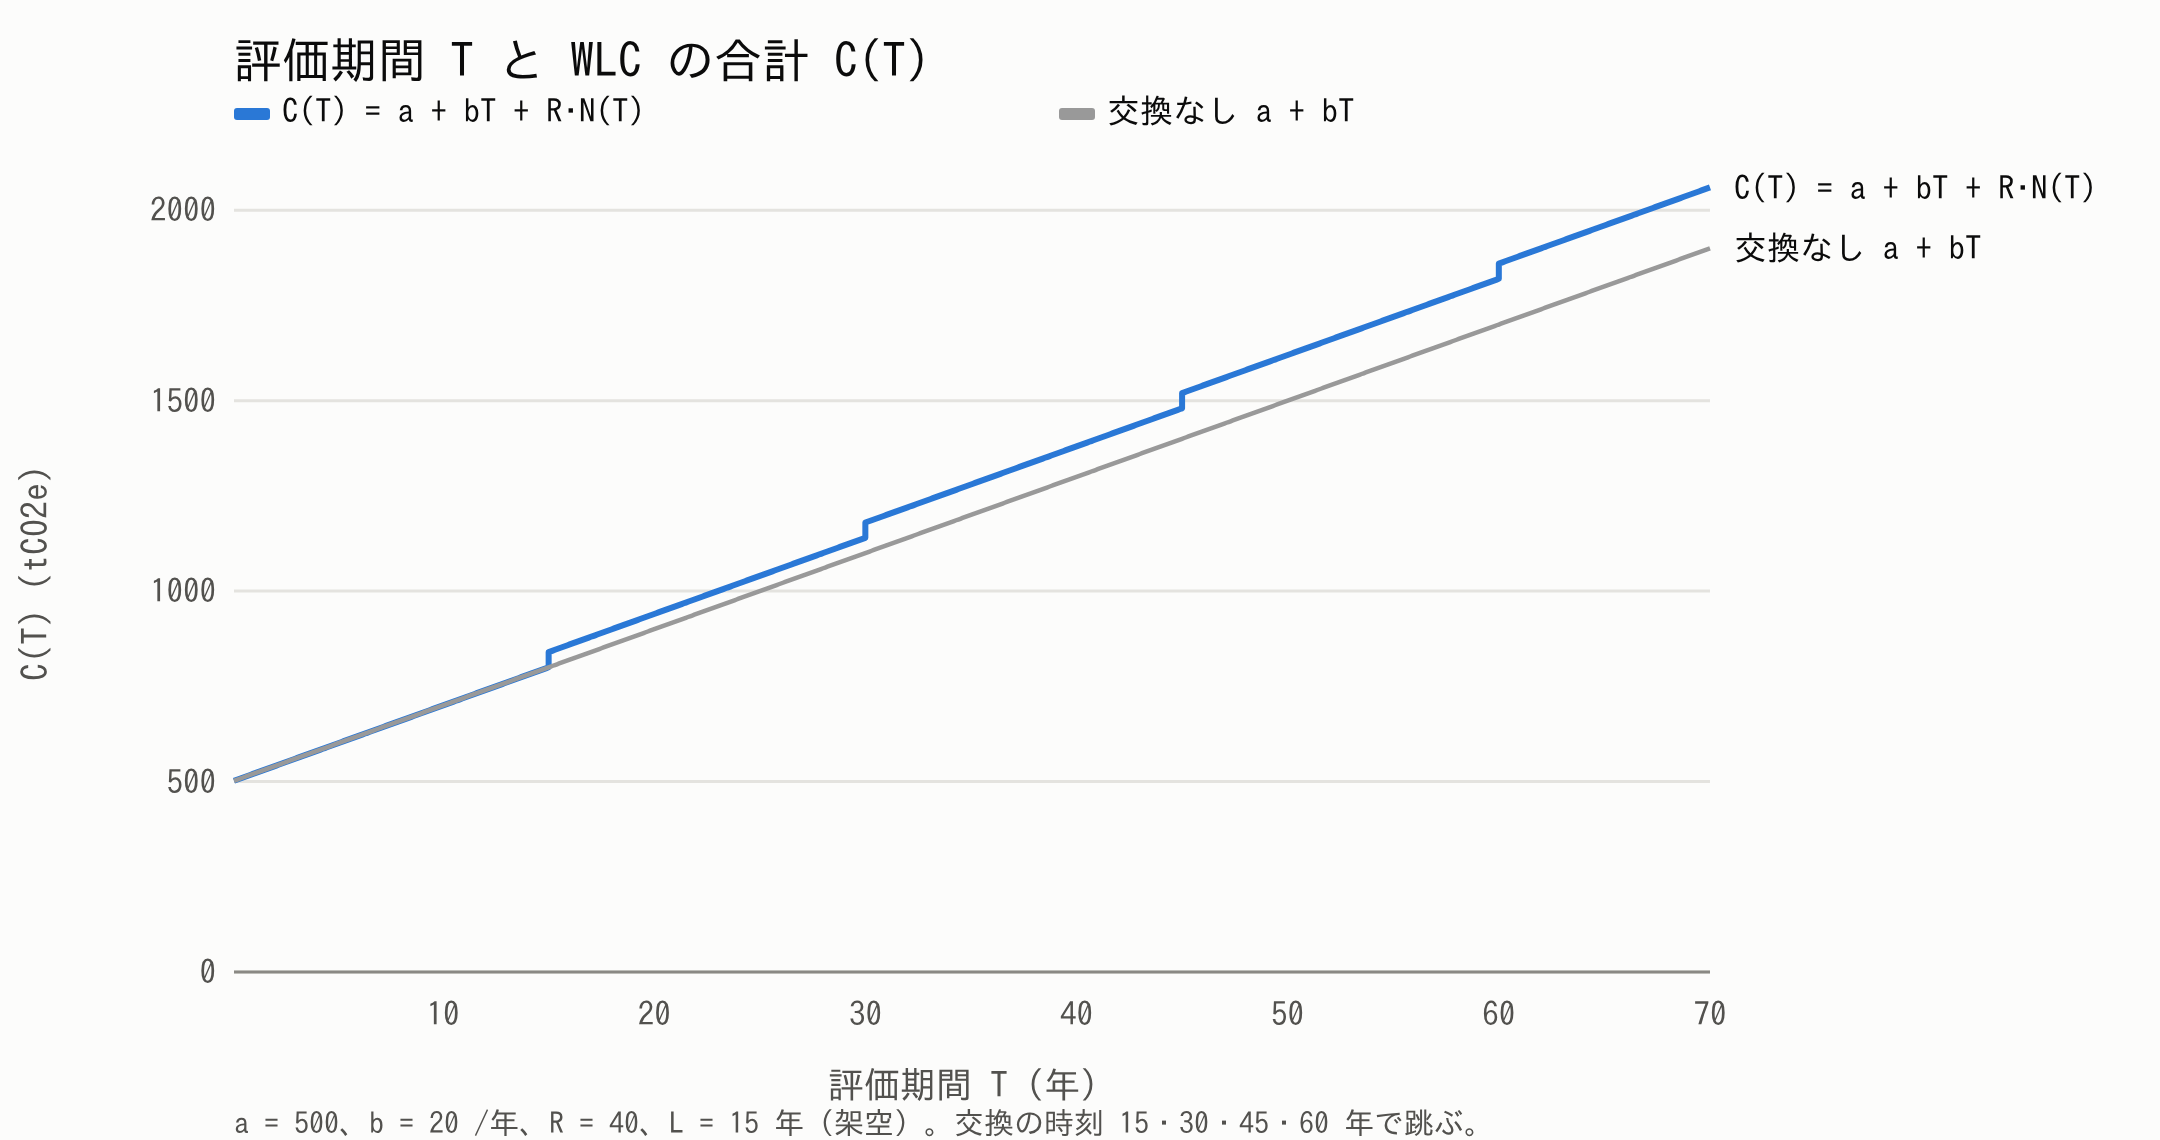 評価期間 T と WLC の合計 C(T)
C(T) = a + bT + R·N(T)
交換なし a + bT
C(T) = a + bT + R·N(T)
交換なし a + bT
2000
1500
1000
500
0
C(T) (tCO2e)
10 20 30 40 50 60 70
評価期間 T (年)
a = 500、b = 20 /年、R = 40、L = 15 年 (架空)。交換の時刻 15・30・45・60 年で跳ぶ。